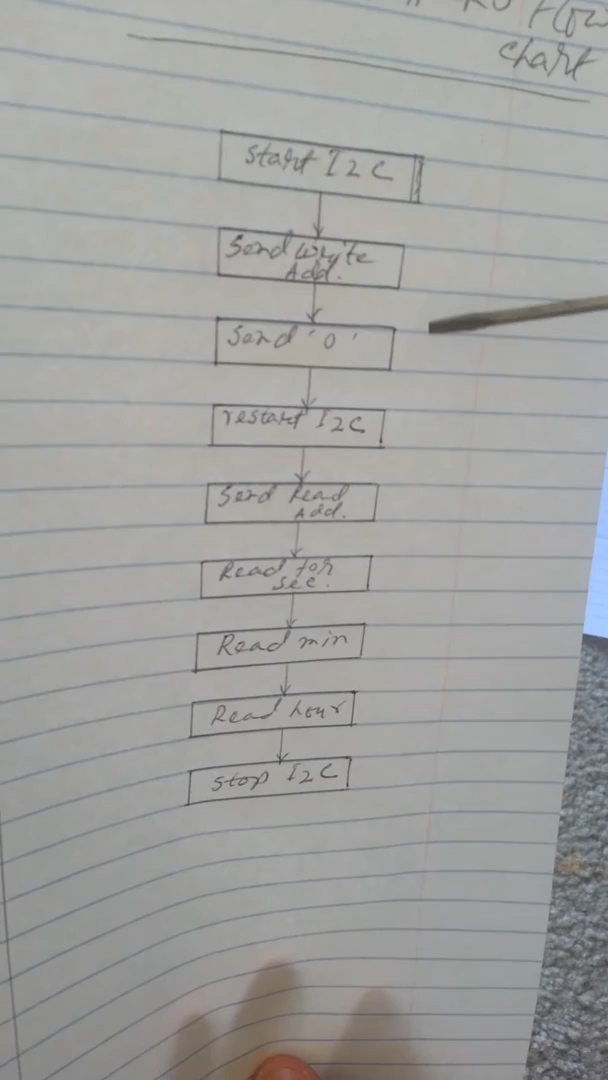 Flow
chart
Start I2C
Send write
Add.
Send '0'
restart I2C
Send Read
Add.
Read for
sec.
Read min
Read hour
Stop I2C